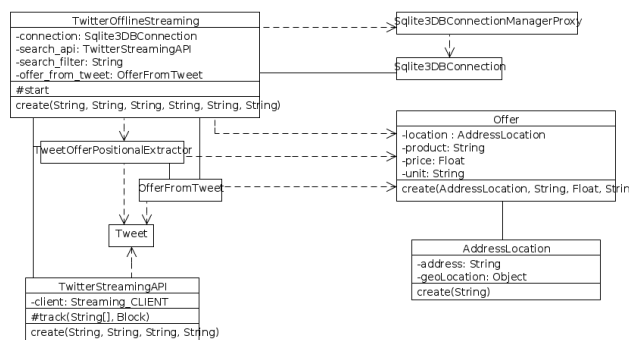 TwitterOfflineStreaming
-connection: Sqlite3DBConnection
-search_api: TwitterStreamingAPI
-search_filter: String
-offer_from_tweet: OfferFromTweet
#start
create(String, String, String, String, String, String)
Sqlite3DBConnectionManagerProxy
Sqlite3DBConnection
TweetOfferPositionalExtractor
OfferFromTweet
Tweet
Offer
-location : AddressLocation
-product: String
-price: Float
-unit: String
create(AddressLocation, String, Float, Strin
AddressLocation
-address: String
-geoLocation: Object
create(String)
TwitterStreamingAPI
-client: Streaming_CLIENT
#track(String[], Block)
create(String, String, String, String)